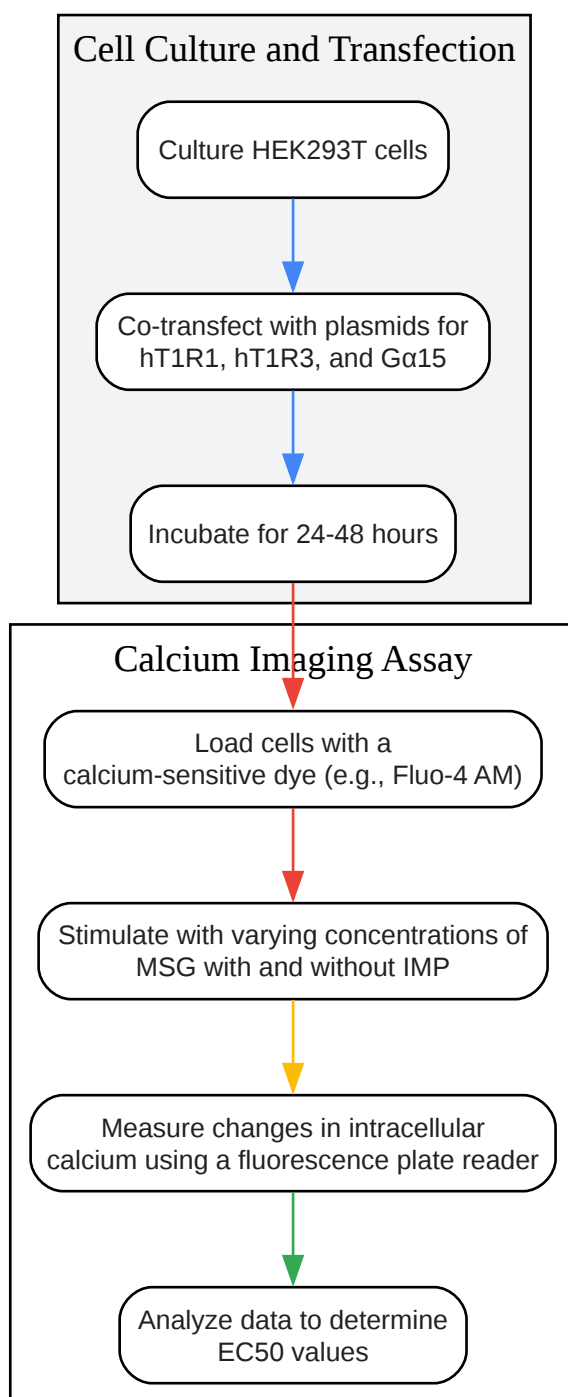 Cell Culture and Transfection
Culture HEK293T cells
Co-transfect with plasmids for
hT1R1, hT1R3, and Gα15
Incubate for 24-48 hours
Calcium Imaging Assay
Load cells with a
calcium-sensitive dye (e.g., Fluo-4 AM)
Stimulate with varying concentrations of
MSG with and without IMP
Measure changes in intracellular
calcium using a fluorescence plate reader
Analyze data to determine
EC50 values